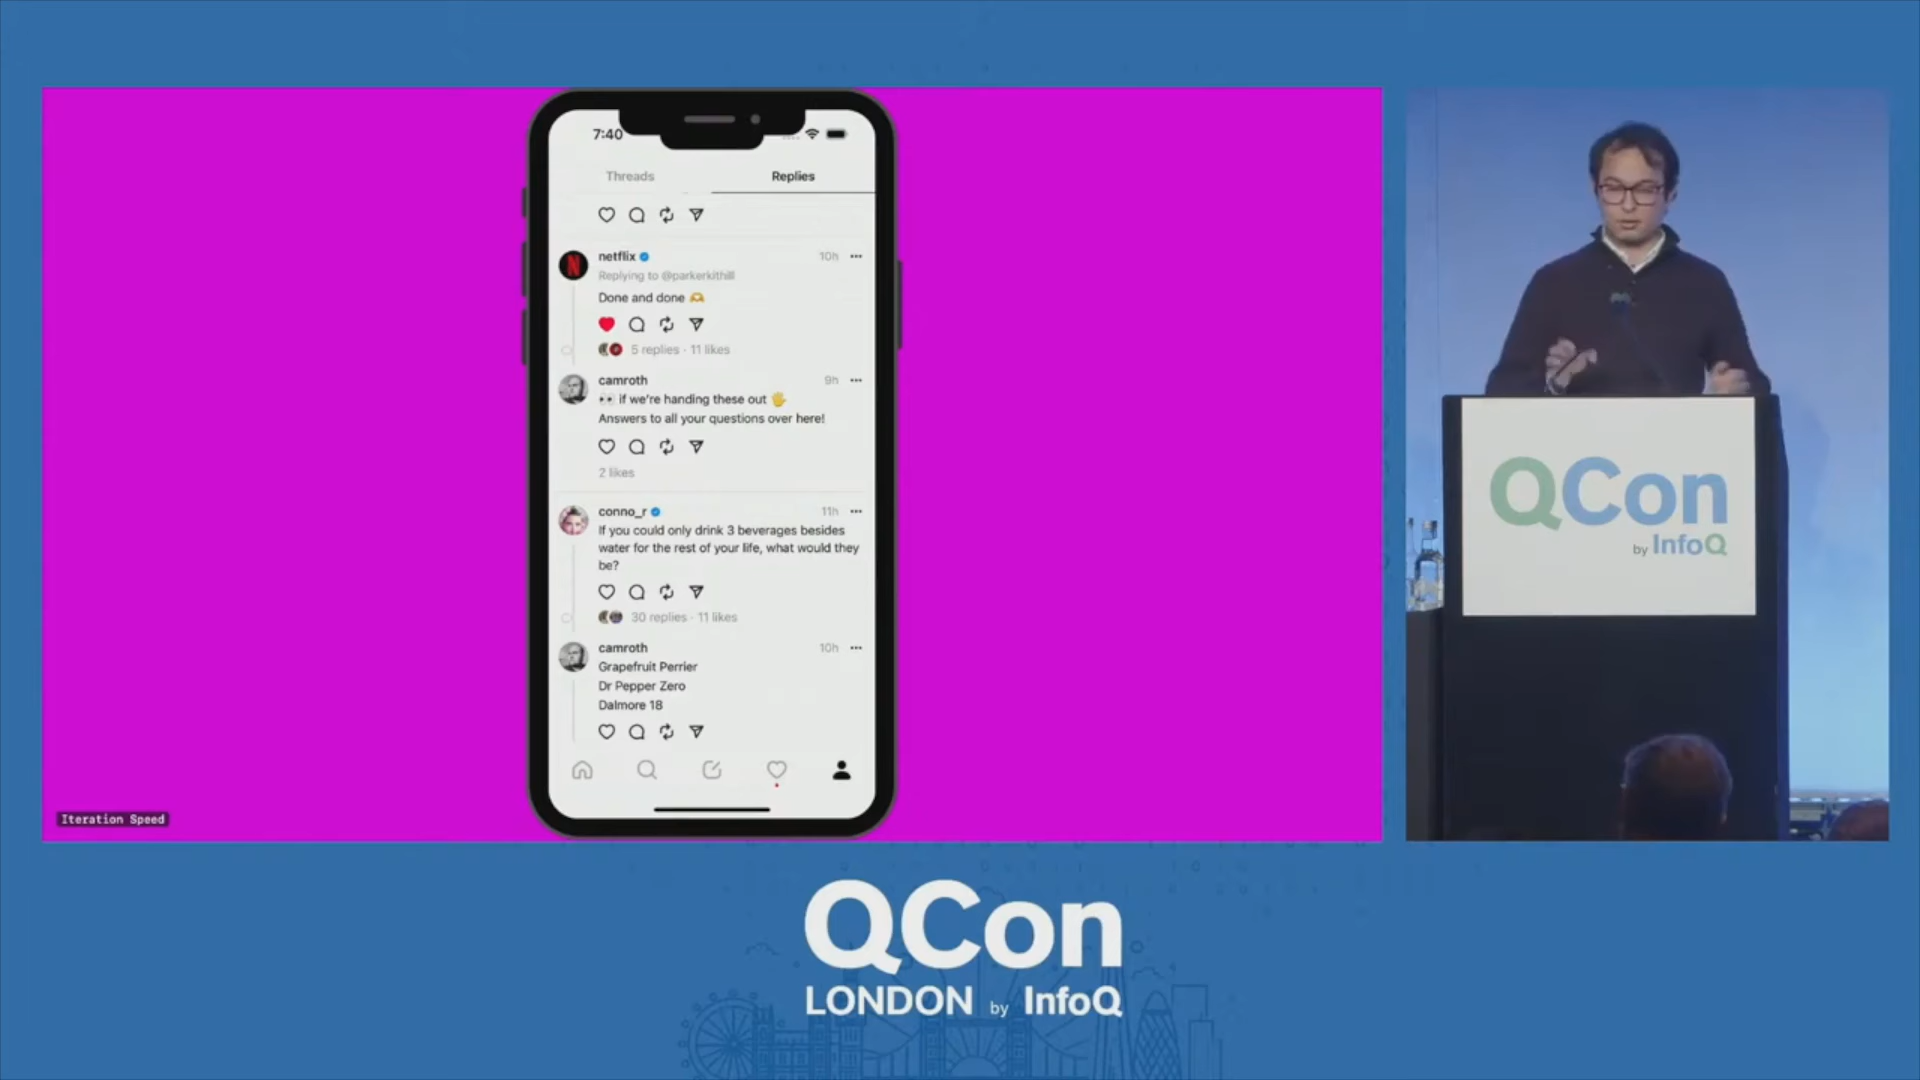 7:40
Threads
Replies
netflix
10h
Replying to @parkerkithill
Done and done
5 replies · 11 likes
camroth
9h
if we're handing these out
Answers to all your questions over here!
2 likes
conno_r
11h
If you could only drink 3 beverages besides
water for the rest of your life, what would they
be?
30 replies · 11 likes
camroth
10h
Grapefruit Perrier
Dr Pepper Zero
Dalmore 18
Iteration Speed
QCon
by InfoQ
QCon
LONDON by InfoQ